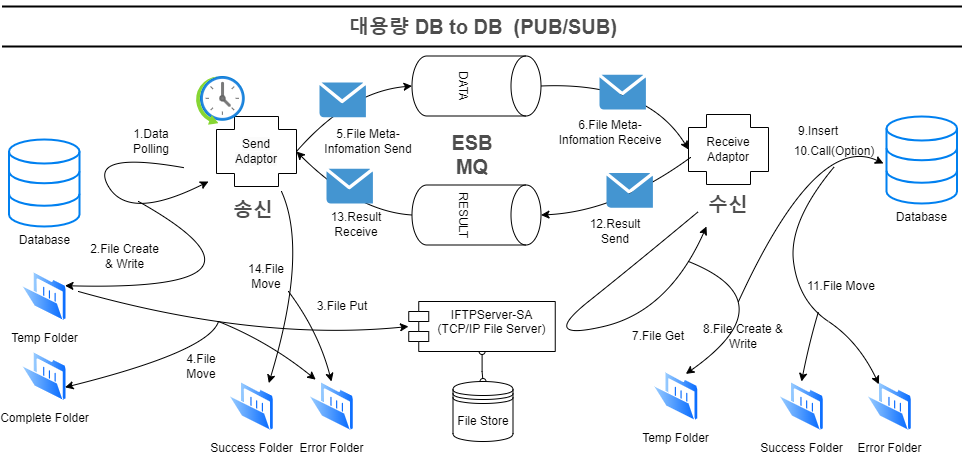 대용량 DB to DB (PUB/SUB)
DATA
1.Data
Polling
Send
Adaptor
송신
5.File Meta-
Infomation Send
ESB
MQ
6.File Meta-
Infomation Receive
Receive
Adaptor
수신
9.Insert
10.Call(Option)
Database
Database
13.Result
Receive
RESULT
12.Result
Send
2.File Create
& Write
14.File
Move
3.File Put
IFTPServer-SA
(TCP/IP File Server)
7.File Get
8.File Create &
Write
11.File Move
Temp Folder
4.File
Move
Complete Folder
Success Folder
Error Folder
File Store
Temp Folder
Success Folder
Error Folder